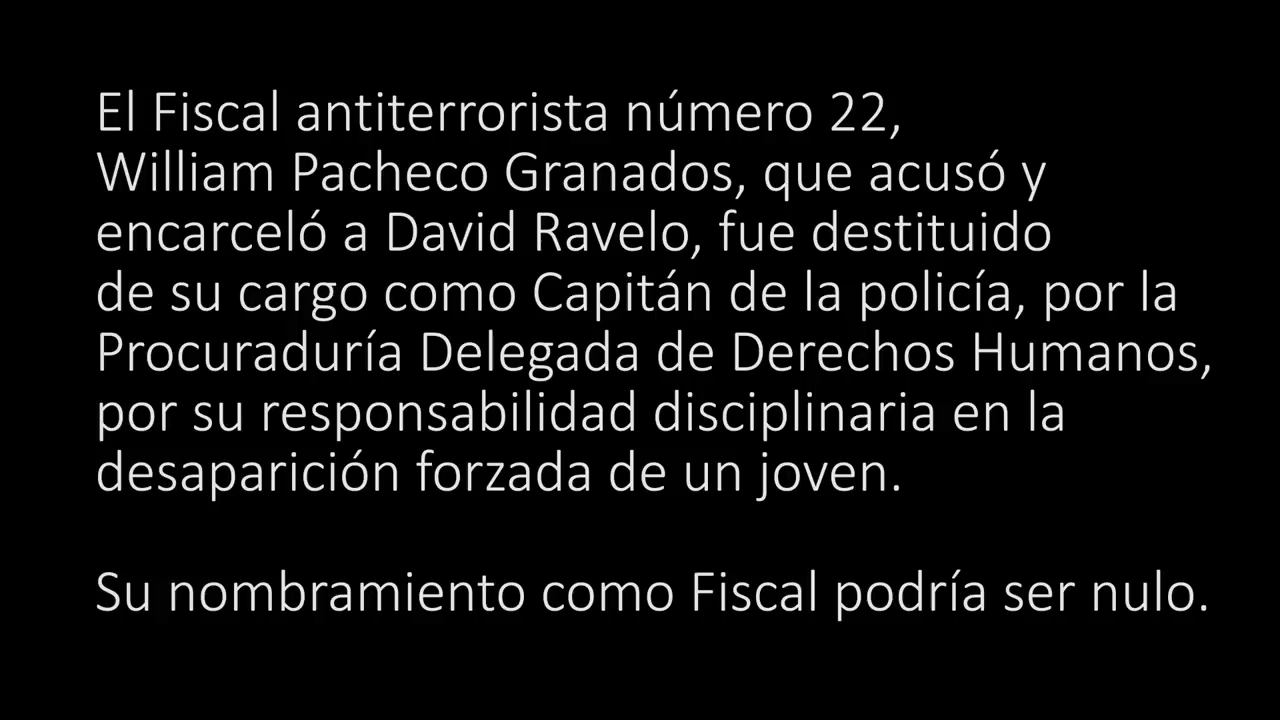 El Fiscal antiterrorista número 22,
William Pacheco Granados, que acusó y
encarceló a David Ravelo, fue destituido
de su cargo como Capitán de la policía, por la
Procuraduría Delegada de Derechos Humanos,
por su responsabilidad disciplinaria en la
desaparición forzada de un joven.
Su nombramiento como Fiscal podría ser nulo.